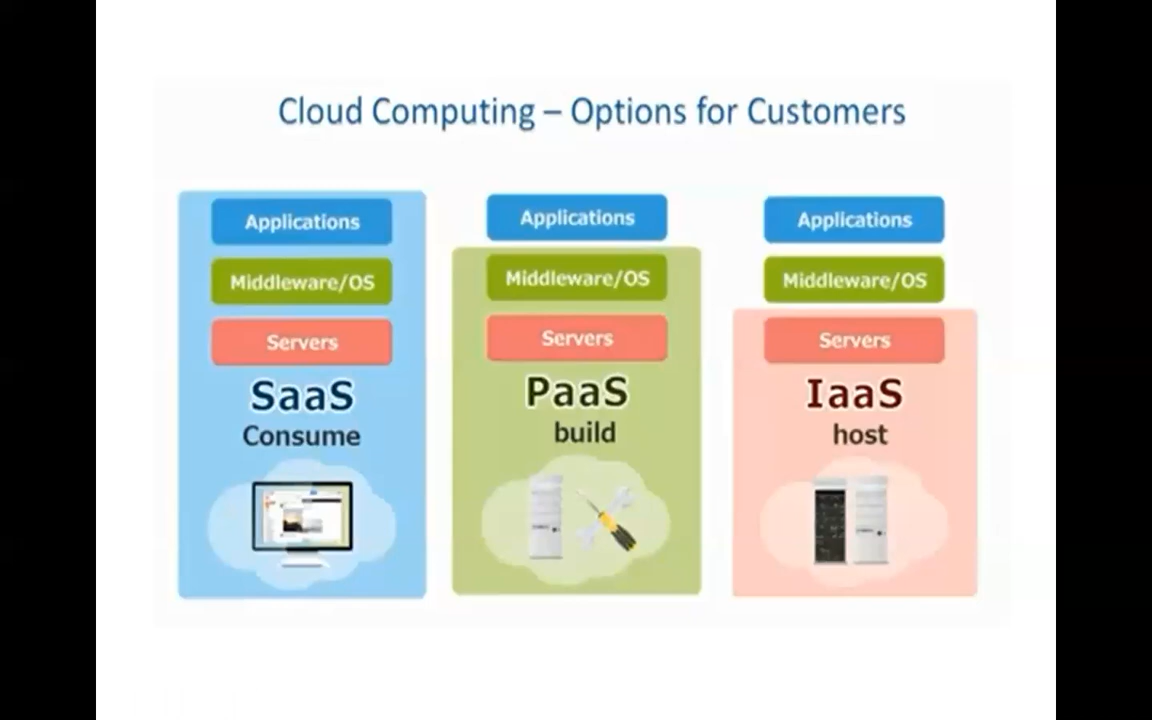 Cloud Computing – Options for Customers
Applications
Middleware/OS
Servers
SaaS
Consume
Applications
Middleware/OS
Servers
PaaS
build
Applications
Middleware/OS
Servers
IaaS
host